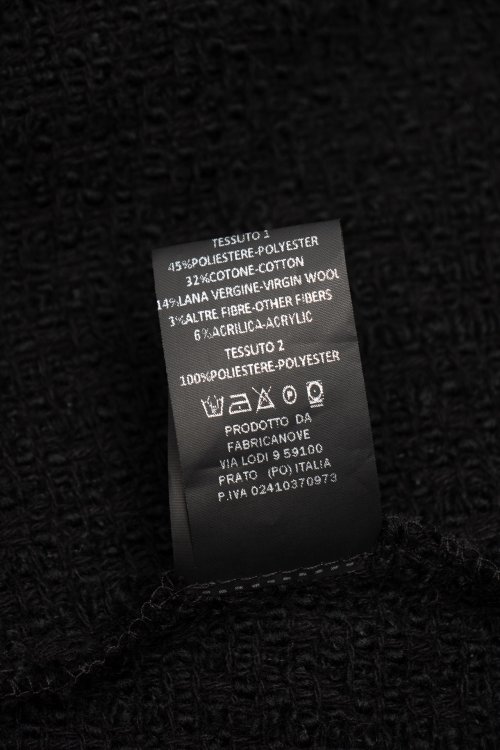 TESSUTO 1
45%POLIESTERE-POLYESTER
32%COTONE-COTTON
14%LANA VERGINE-VIRGIN WOOL
3%ALTRE FIBRE-OTHER FIBERS
6%ACRILICA-ACRYLIC
TESSUTO 2
100%POLIESTERE-POLYESTER
P
PRODOTTO DA
FABRICANOVE
VIA LODI 9 59100
PRATO (PO) ITALIA
P.IVA 02410370973